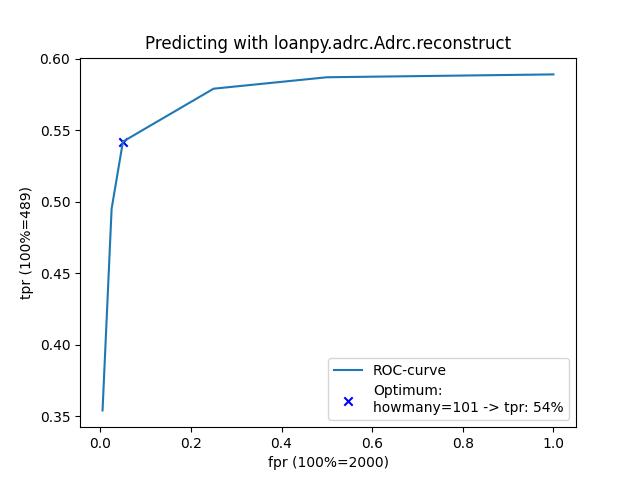 Predicting with loanpy.adrc.Adrc.reconstruct
0.60
0.55
0.50
0.45
0.40
0.35
tpr (100%=489)
ROC-curve
Optimum:
howmany=101 -> tpr: 54%
0.0 0.2 0.4 0.6 0.8 1.0
fpr (100%=2000)